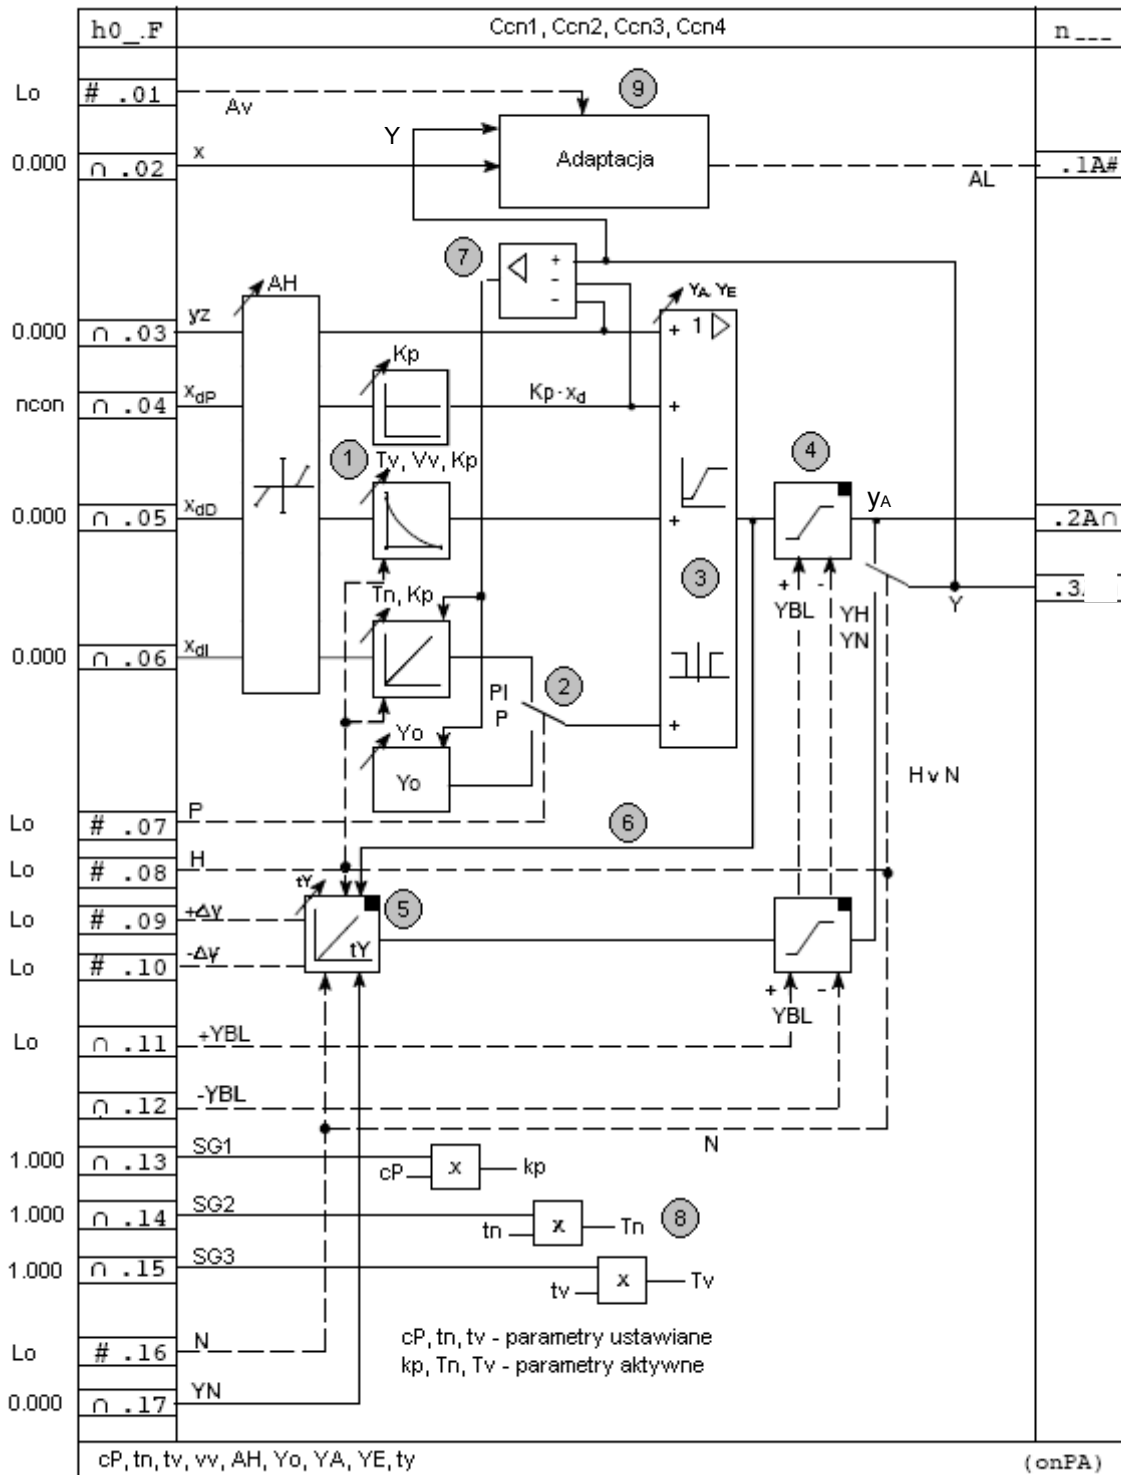 h0_.F Ccn1, Ccn2, Ccn3, Ccn4 n___
Lo # .01 Av 9
Y Adaptacja
0.000 ∩ .02 x AL .1A#
7 + - -
AH YA, YE
0.000 ∩ .03 yz + 1
Kp
ncon ∩ .04 xdP Kp·xd +
1 Tv, Vv, Kp 4
0.000 ∩ .05 xdD + yA .2A∩
3 + - .3
Tn, Kp YBL YH Y
YN
0.000 ∩ .06 xdI
PI 2
P +
Yo
Yo H v N
Lo # .07 P 6
Lo # .08 H
tY 5
Lo # .09 +ΔY
tY
Lo # .10 -ΔY
+ -
YBL
Lo ∩ .11 +YBL
∩ .12 -YBL
N
1.000 ∩ .13 SG1 cP x kp
1.000 ∩ .14 SG2 tn x Tn 8
1.000 ∩ .15 SG3 tv x Tv
cP, tn, tv - parametry ustawiane
Lo # .16 N
kp, Tn, Tv - parametry aktywne
0.000 ∩ .17 YN
cP, tn, tv, vv, AH, Yo, YA, YE, ty (onPA)